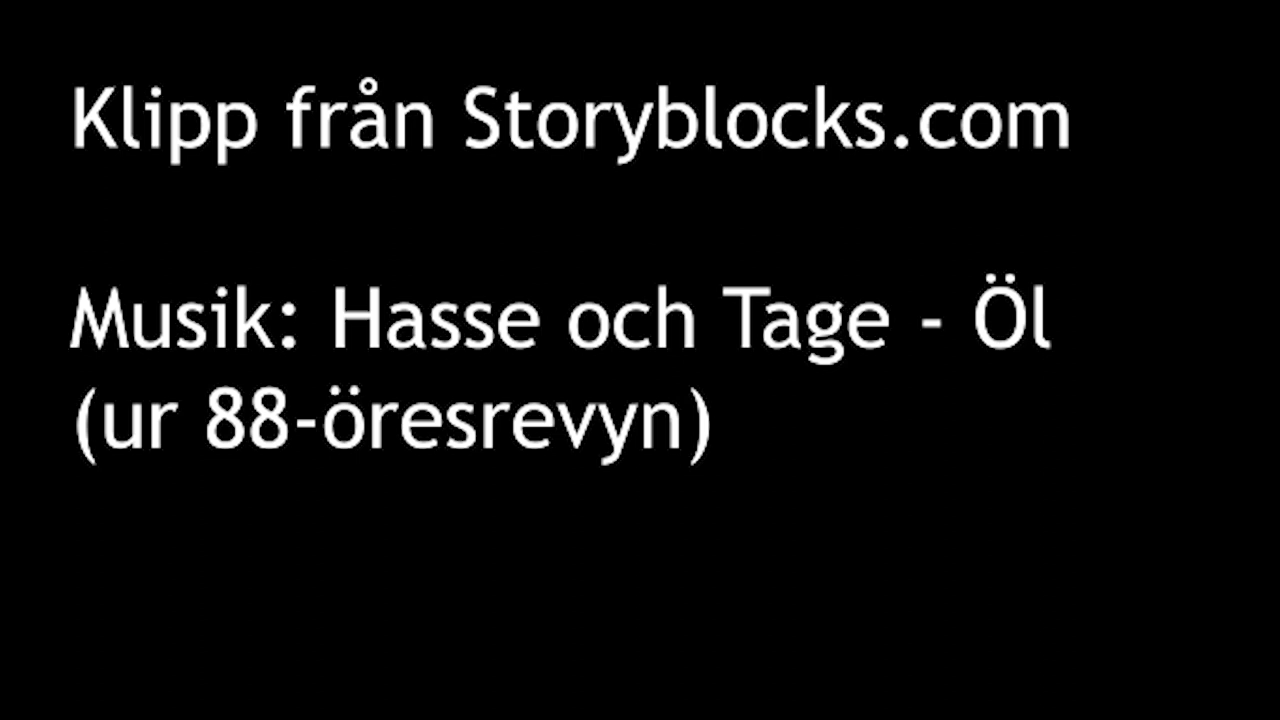 Klipp från Storyblocks.com
Musik: Hasse och Tage - Öl
(ur 88-öresrevyn)